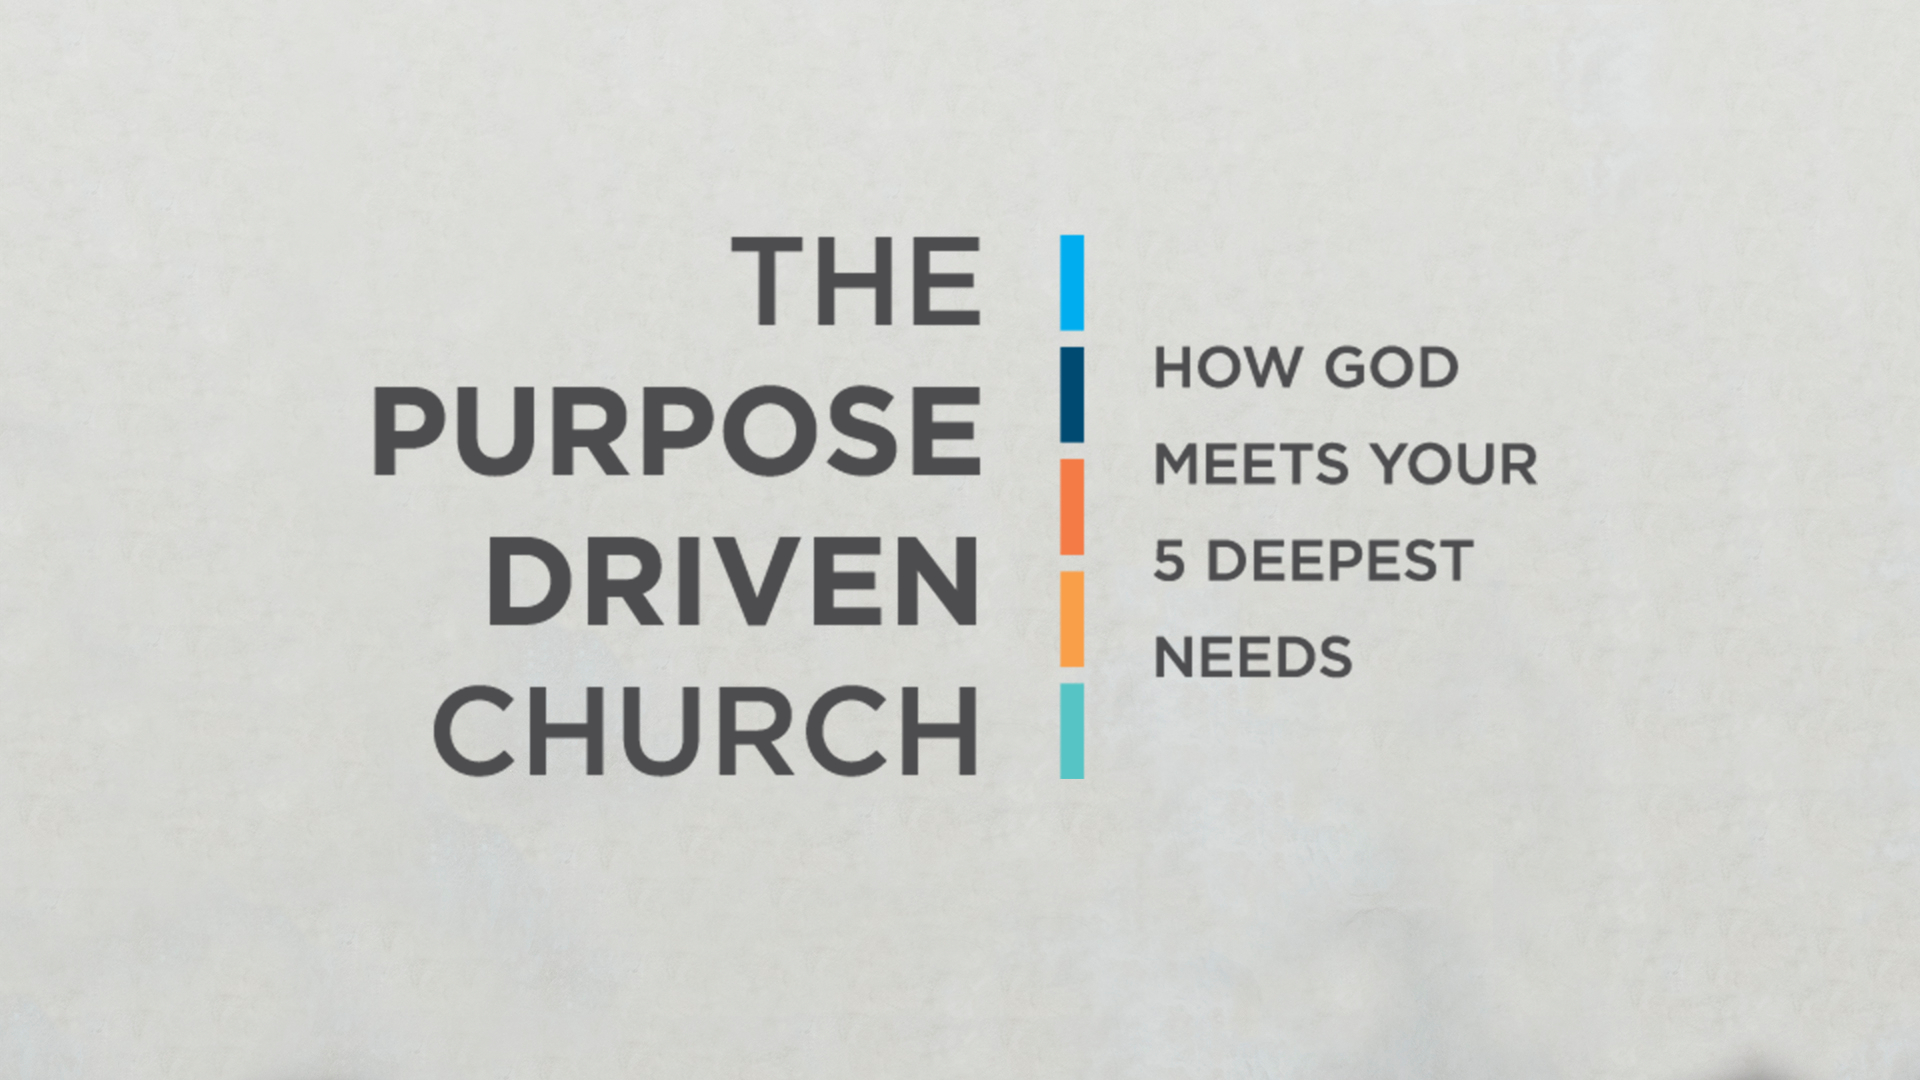 THE
PURPOSE
DRIVEN
CHURCH
HOW GOD
MEETS YOUR
5 DEEPEST
NEEDS